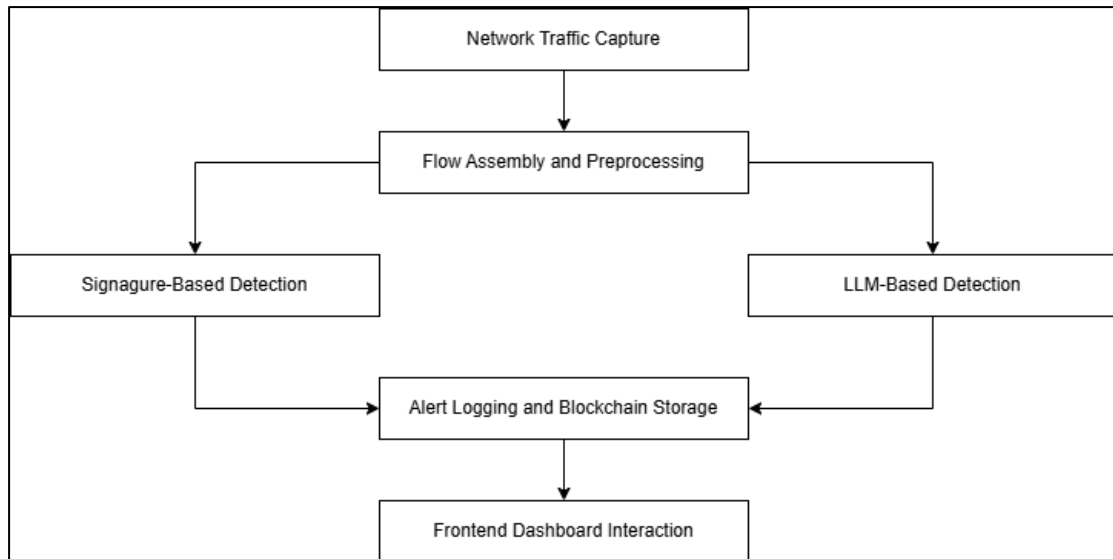 Network Traffic Capture
Flow Assembly and Preprocessing
Signagure-Based Detection
LLM-Based Detection
Alert Logging and Blockchain Storage
Frontend Dashboard Interaction